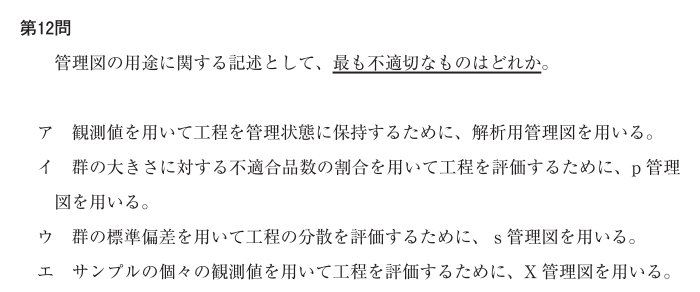 第12問
管理図の用途に関する記述として、最も不適切なものはどれか。
ア　観測値を用いて工程を管理状態に保持するために、解析用管理図を用いる。
イ　群の大きさに対する不適合品数の割合を用いて工程を評価するために、p 管理
図を用いる。
ウ　群の標準偏差を用いて工程の分散を評価するために、 s 管理図を用いる。
エ　サンプルの個々の観測値を用いて工程を評価するために、X 管理図を用いる。